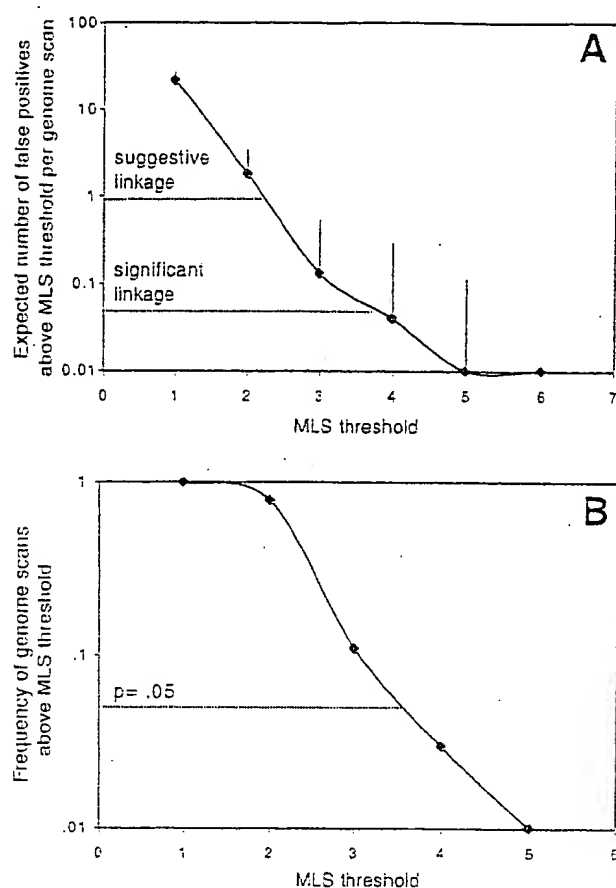 A
Expected number of false positives
above MLS threshold per genome scan
100
10
1
0.1
0.01
suggestive
linkage
significant
linkage
0 1 2 3 4 5 6 7
MLS threshold
B
Frequency of genome scans
above MLS threshold
1
.1
.01
p= .05
0 1 2 3 4 5 6
MLS threshold